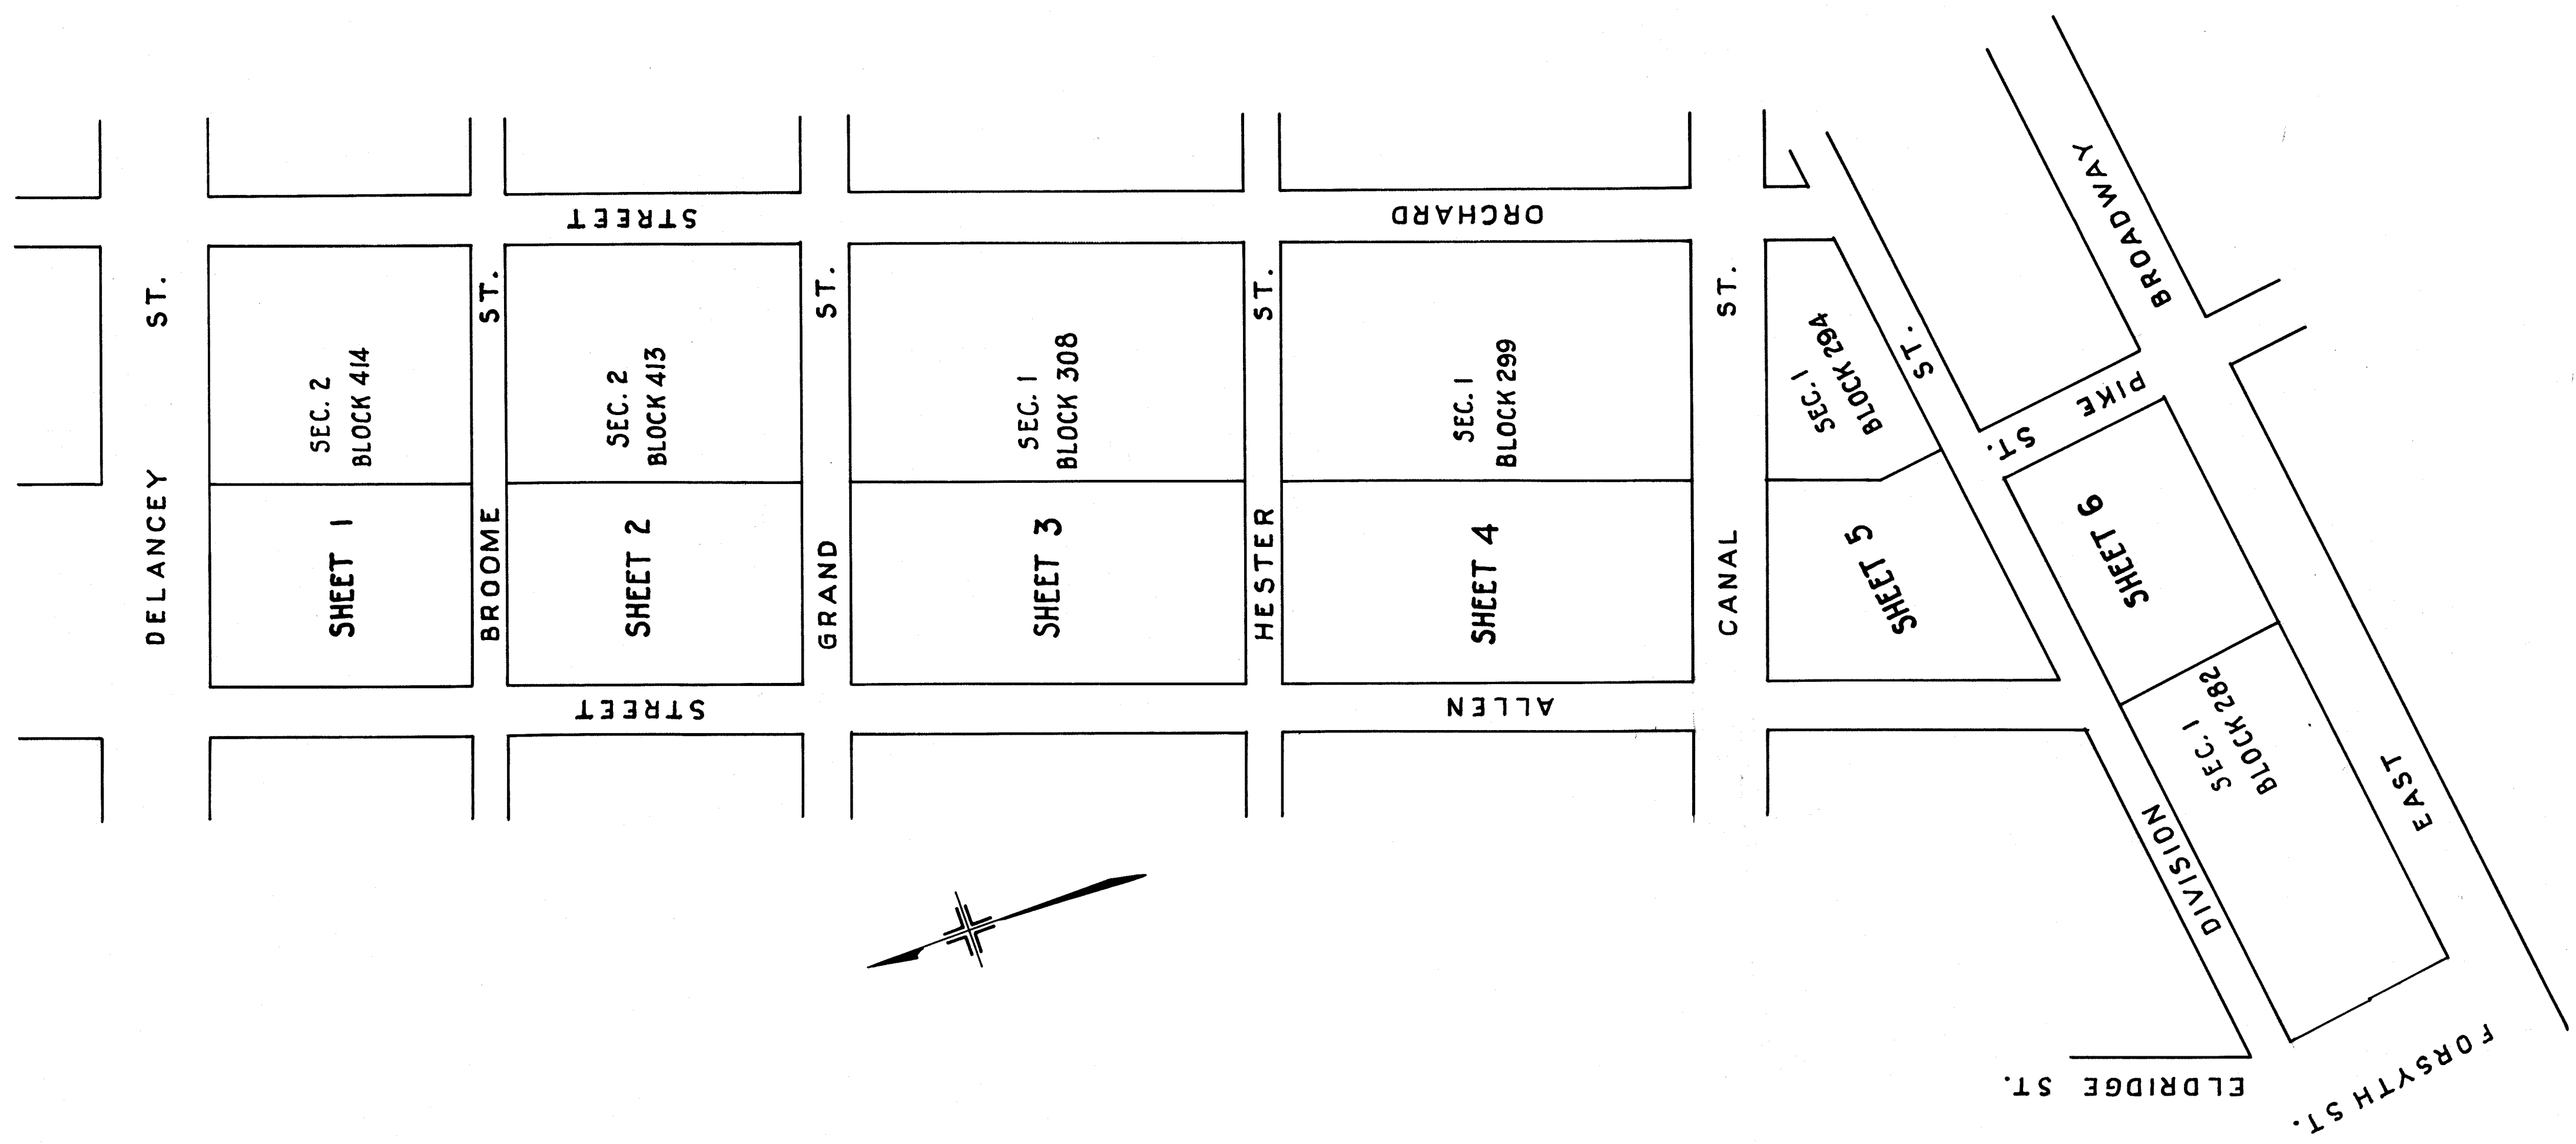 ORCHARD STREET
DELANCEY ST.
SEC. 2
BLOCK 414
SHEET 1
BROOME ST.
SEC. 2
BLOCK 413
SHEET 2
GRAND ST.
SEC. 1
BLOCK 308
SHEET 3
HESTER ST.
SEC. 1
BLOCK 299
SHEET 4
CANAL ST.
SEC. 1
BLOCK 294
SHEET 5
ALLEN STREET
DIVISION ST.
PIKE ST.
SHEET 6
SEC. 1
BLOCK 282
EAST BROADWAY
ELDRIDGE ST.
FORSYTH ST.